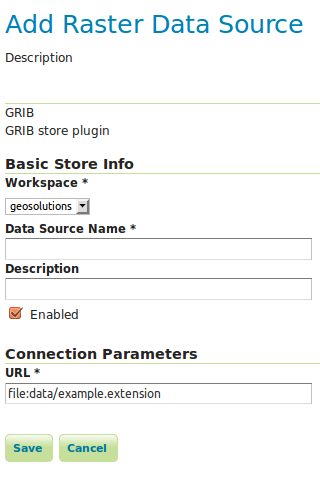 Add Raster Data Source
Description
GRIB
GRIB store plugin
Basic Store Info
Workspace *
geosolutions
Data Source Name *
Description
Enabled
Connection Parameters
URL *
file:data/example.extension
Save Cancel